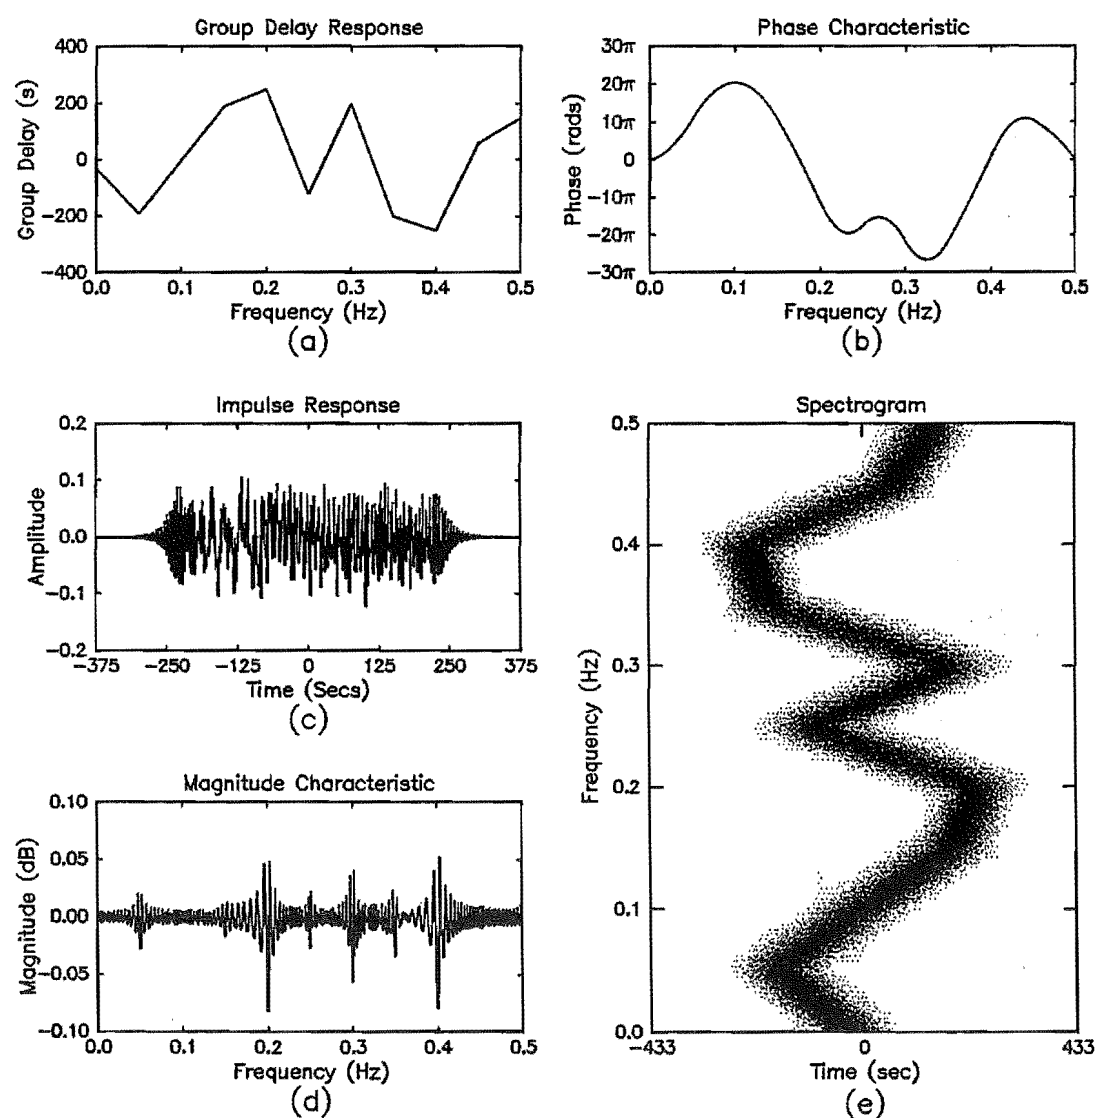 Group Delay Response
400
200
0
−200
−400
Group Delay (s)
0.0 0.1 0.2 0.3 0.4 0.5
Frequency (Hz)
(a)
Phase Characteristic
30π
20π
10π
0
−10π
−20π
−30π
Phase (rads)
0.0 0.1 0.2 0.3 0.4 0.5
Frequency (Hz)
(b)
Impulse Response
0.2
0.1
0.0
−0.1
−0.2
Amplitude
−375 −250 −125 0 125 250 375
Time (Secs)
(c)
Magnitude Characteristic
0.10
0.05
0.00
−0.05
−0.10
Magnitude (dB)
0.0 0.1 0.2 0.3 0.4 0.5
Frequency (Hz)
(d)
Spectrogram
0.5
0.4
0.3
0.2
0.1
0.0
Frequency (Hz)
−433 0 433
Time (sec)
(e)